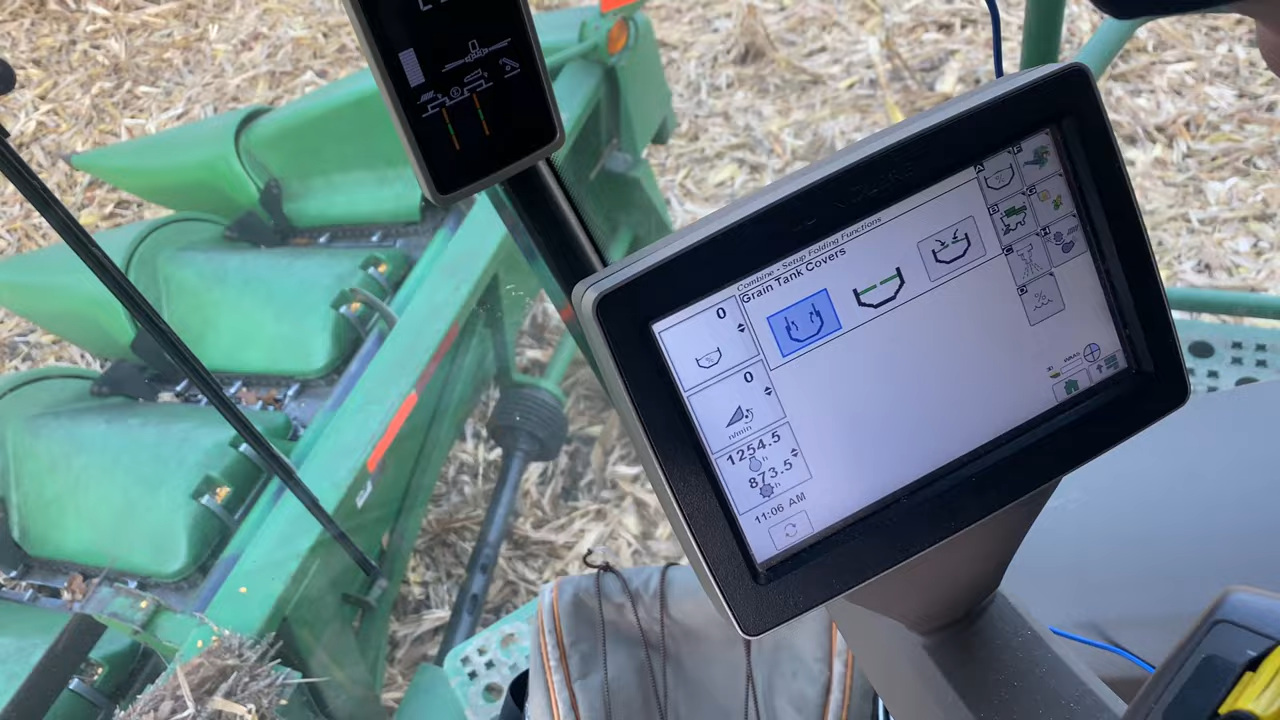 Combine - Setup Folding Functions
Grain Tank Covers
0
%
0
n/min
1254.5
h
873.5
h
11:06 AM
A
%
F
B
G
C
H
D
%